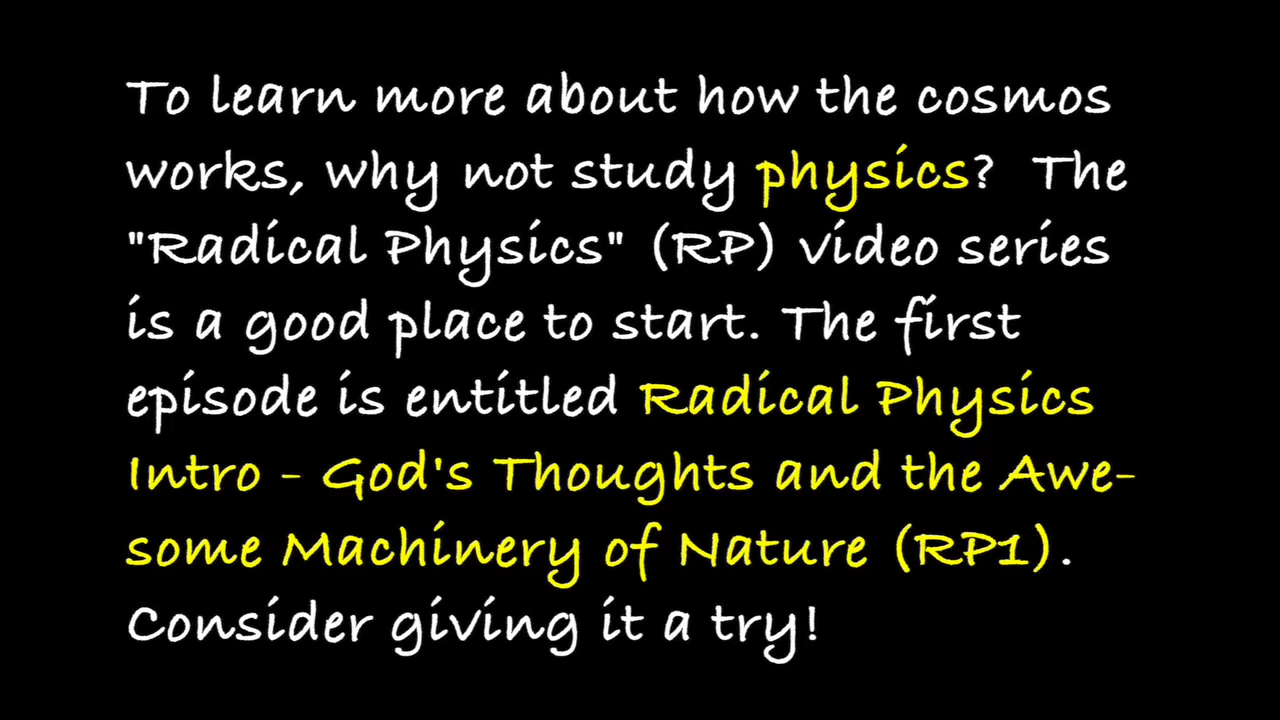 To learn more about how the cosmos
works, why not study physics?  The
"Radical Physics" (RP) video series
is a good place to start. The first
episode is entitled Radical Physics
Intro - God's Thoughts and the Awe-
some Machinery of Nature (RP1).
Consider giving it a try!